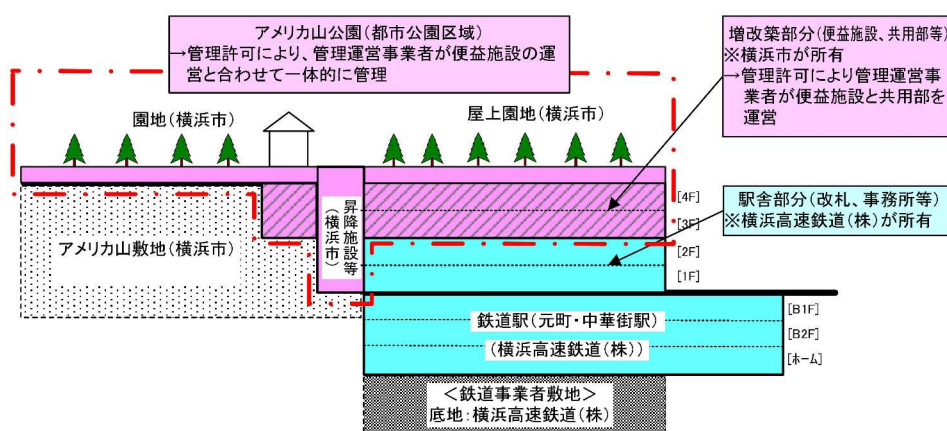 アメリカ山公園(都市公園区域)
→管理許可により、管理運営事業者が便益施設の運
営と合わせて一体的に管理
増改築部分(便益施設、共用部等)
※横浜市が所有
→管理許可により管理運営事
業者が便益施設と共用部を
運営
園地(横浜市)
屋上園地(横浜市)
[4F]
[3F]
駅舎部分(改札、事務所等)
※横浜高速鉄道(株)が所有
昇降施設等
(横浜市)
アメリカ山敷地(横浜市)
[2F]
[1F]
鉄道駅(元町・中華街駅)
(横浜高速鉄道(株))
[B1F]
[B2F]
[ホーム]
<鉄道事業者敷地>
底地:横浜高速鉄道(株)